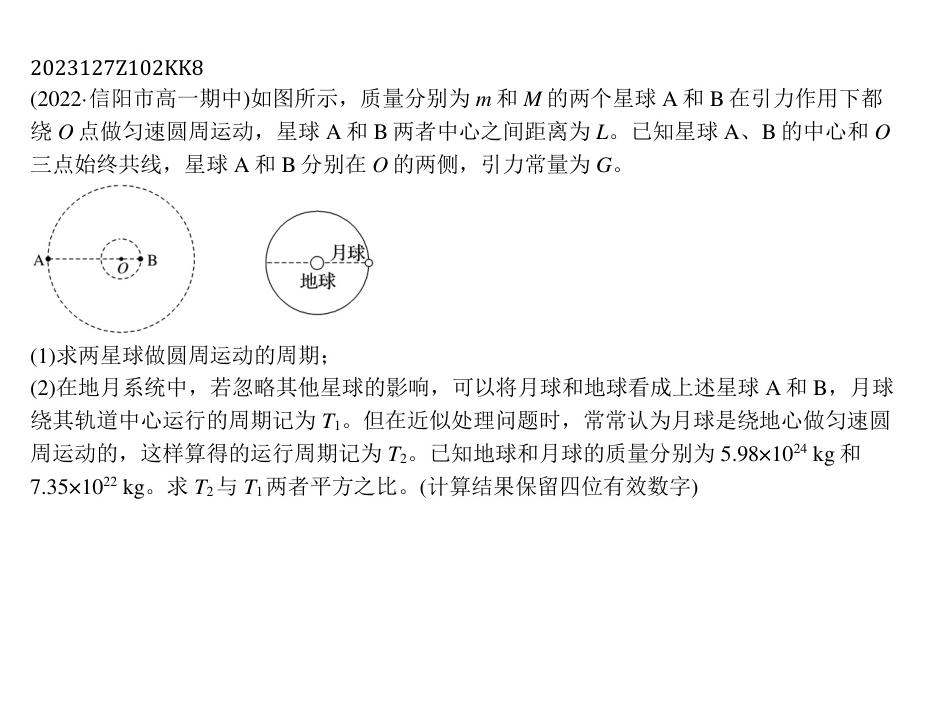 2023127Z102KK8
(2022·信阳市高一期中)如图所示，质量分别为 m 和 M 的两个星球 A 和 B 在引力作用下都
绕 O 点做匀速圆周运动，星球 A 和 B 两者中心之间距离为 L。已知星球 A、B 的中心和 O
三点始终共线，星球 A 和 B 分别在 O 的两侧，引力常量为 G。
A O B
月球
地球
(1)求两星球做圆周运动的周期；
(2)在地月系统中，若忽略其他星球的影响，可以将月球和地球看成上述星球 A 和 B，月球
绕其轨道中心运行的周期记为 T₁。但在近似处理问题时，常常认为月球是绕地心做匀速圆
周运动的，这样算得的运行周期记为 T₂。已知地球和月球的质量分别为 5.98×10²⁴ kg 和
7.35×10²² kg。求 T₂与 T₁两者平方之比。(计算结果保留四位有效数字)